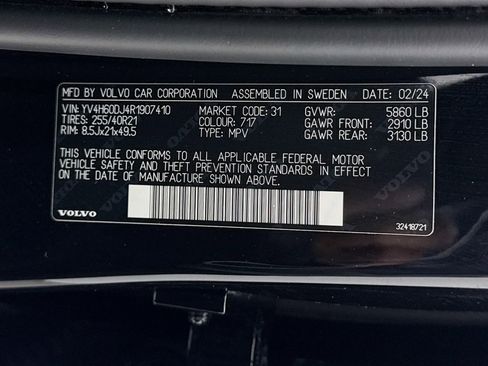 MFD BY VOLVO CAR CORPORATION ASSEMBLED IN SWEDEN DATE: 02/24
VIN: YV4H60DJ4R1907410 MARKET CODE: 31 GVWR: 5860 LB
TIRES: 255/40R21 COLOUR: 717 GAWR FRONT: 2910 LB
RIM: 8.5Jx21x49.5 TYPE: MPV GAWR REAR: 3130 LB
THIS VEHICLE CONFORMS TO ALL APPLICABLE FEDERAL MOTOR
VEHICLE SAFETY AND THEFT PREVENTION STANDARDS IN EFFECT
ON THE DATE OF MANUFACTURE SHOWN ABOVE.
VOLVO 32418721